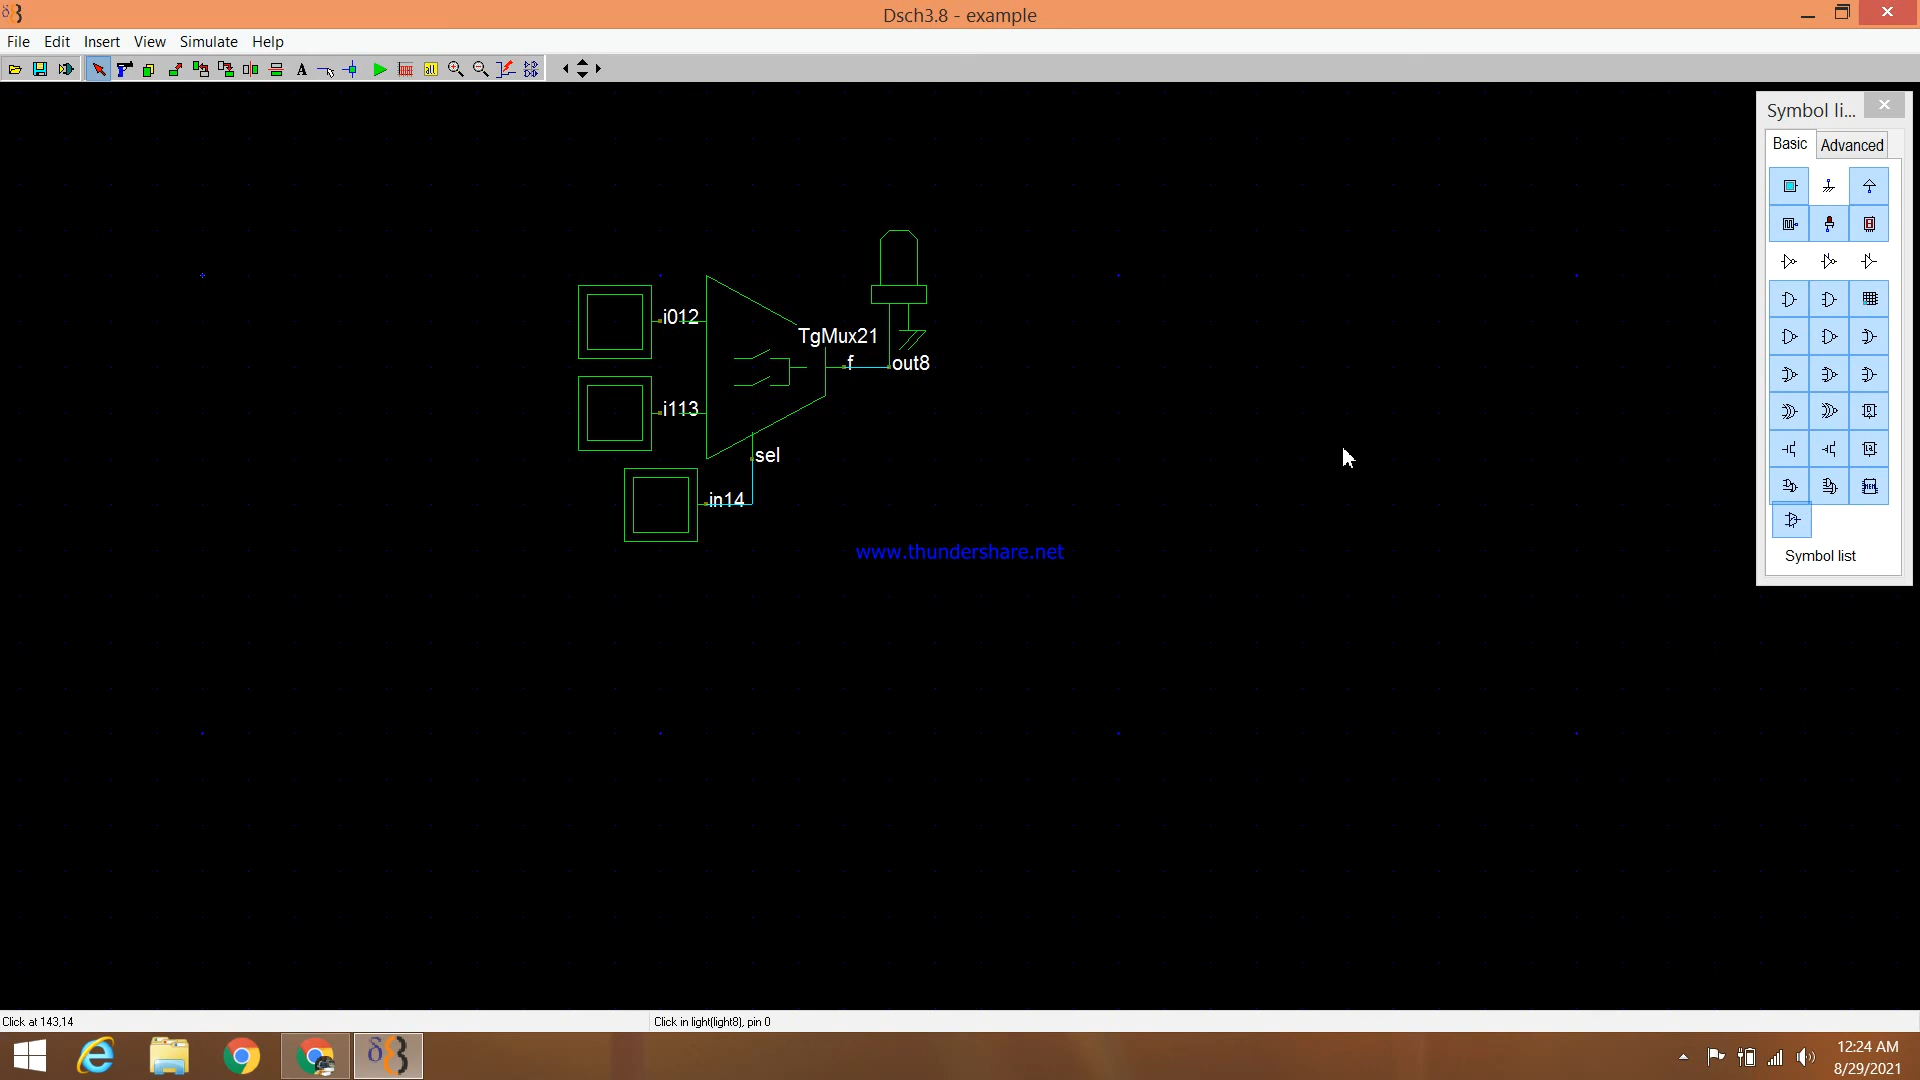 Dsch3.8 - example
File Edit Insert View Simulate Help
Symbol li...
Basic Advanced
i012
TgMux21
f out8
i113
sel
in14
www.thundershare.net
Symbol list
Click at 143,14
Click in light(light8), pin 0
12:24 AM
8/29/2021